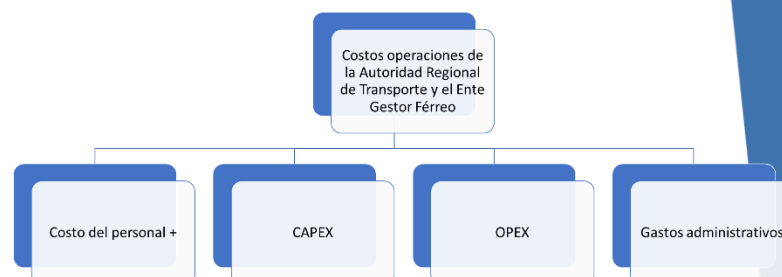 Costos operaciones de
la Autoridad Regional
de Transporte y el Ente
Gestor Férreo
Costo del personal +
CAPEX
OPEX
Gastos administrativos